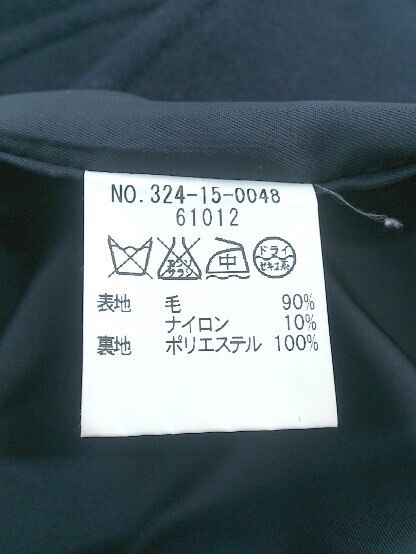 NO.324-15-0048
61012
エンソ サラシ 中 ドライ セキユ系
表地 毛 90%
ナイロン 10%
裏地 ポリエステル 100%